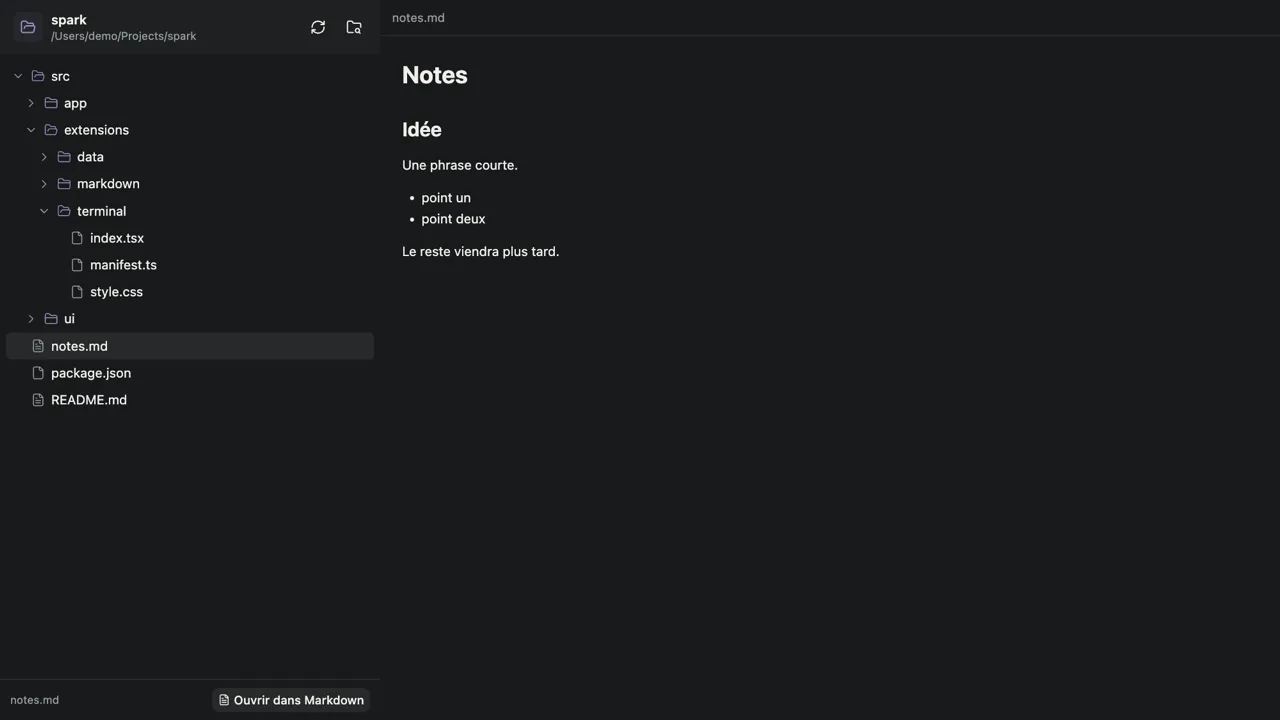 spark
/Users/demo/Projects/spark
src
app
extensions
data
markdown
terminal
index.tsx
manifest.ts
style.css
ui
notes.md
package.json
README.md
notes.md
Ouvrir dans Markdown
notes.md
Notes
Idée
Une phrase courte.
• point un
• point deux
Le reste viendra plus tard.